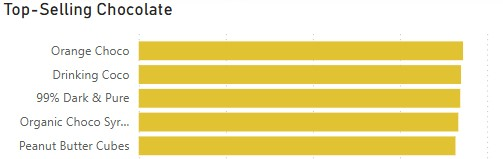 Top-Selling Chocolate
Orange Choco
Drinking Coco
99% Dark & Pure
Organic Choco Syr...
Peanut Butter Cubes